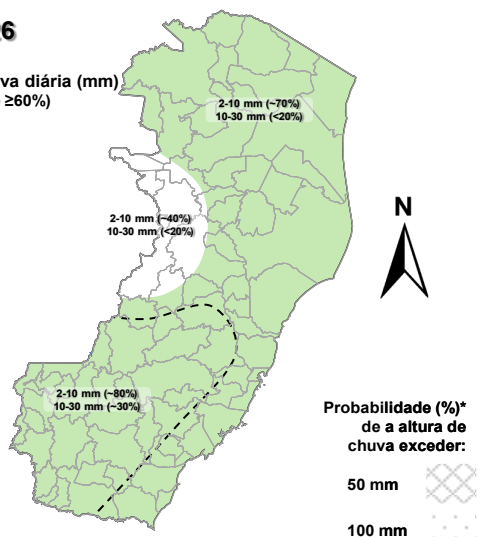 6
va diária (mm)
≥60%)
2-10 mm (~70%)
10-30 mm (<20%)
2-10 mm (~40%)
10-30 mm (<20%)
N
2-10 mm (~80%)
10-30 mm (~30%)
Probabilidade (%)*
de a altura de
chuva exceder:
50 mm
100 mm